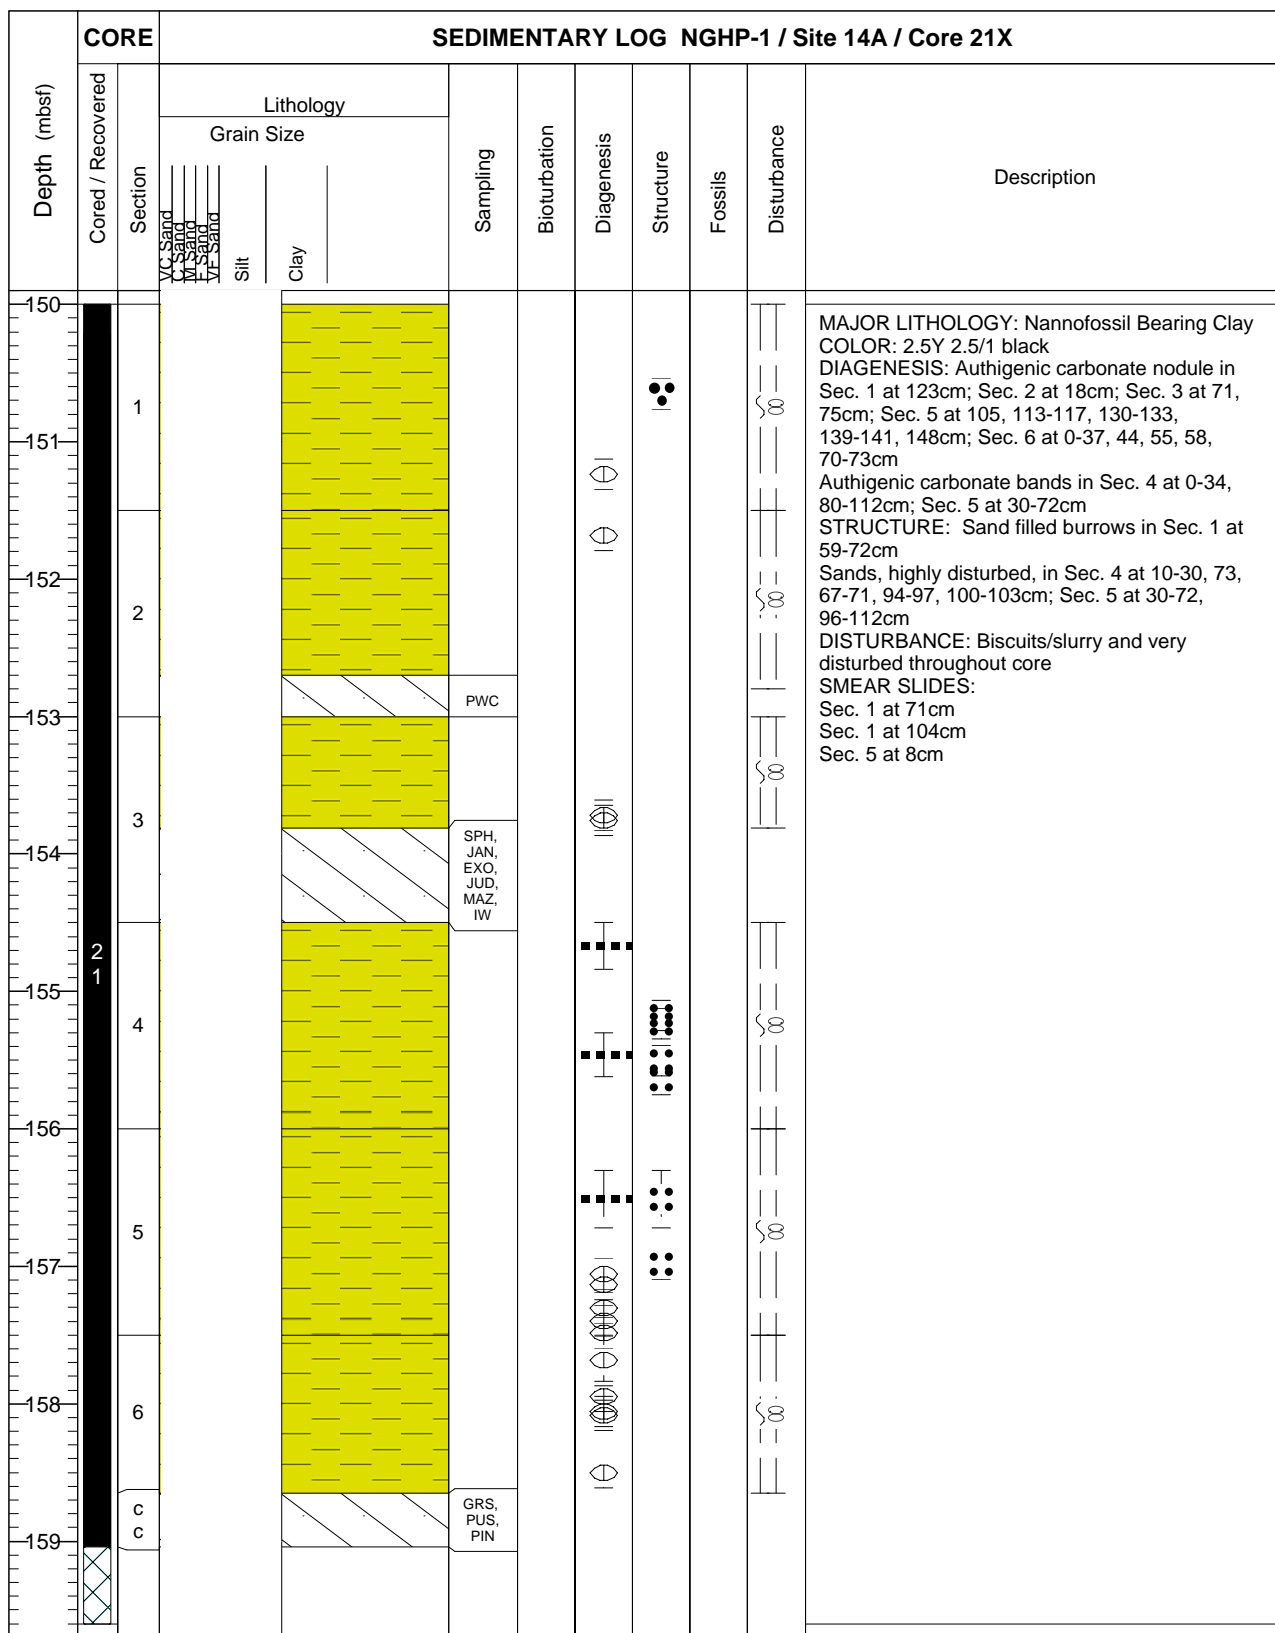 CORE
SEDIMENTARY LOG NGHP-1 / Site 14A / Core 21X
Depth (mbsf)
Cored / Recovered
Section
Lithology
Grain Size
VC Sand
C Sand
M Sand
F Sand
VF Sand
Silt
Clay
Sampling
Bioturbation
Diagenesis
Structure
Fossils
Disturbance
Description
150
151
152
153
154
155
156
157
158
159
2
1
1
2
3
4
5
6
C
C
PWC
SPH,
JAN,
EXO,
JUD,
MAZ,
IW
GRS,
PUS,
PIN
MAJOR LITHOLOGY: Nannofossil Bearing Clay
COLOR: 2.5Y 2.5/1 black
DIAGENESIS: Authigenic carbonate nodule in
Sec. 1 at 123cm; Sec. 2 at 18cm; Sec. 3 at 71,
75cm; Sec. 5 at 105, 113-117, 130-133,
139-141, 148cm; Sec. 6 at 0-37, 44, 55, 58,
70-73cm
Authigenic carbonate bands in Sec. 4 at 0-34,
80-112cm; Sec. 5 at 30-72cm
STRUCTURE: Sand filled burrows in Sec. 1 at
59-72cm
Sands, highly disturbed, in Sec. 4 at 10-30, 73,
67-71, 94-97, 100-103cm; Sec. 5 at 30-72,
96-112cm
DISTURBANCE: Biscuits/slurry and very
disturbed throughout core
SMEAR SLIDES:
Sec. 1 at 71cm
Sec. 1 at 104cm
Sec. 5 at 8cm